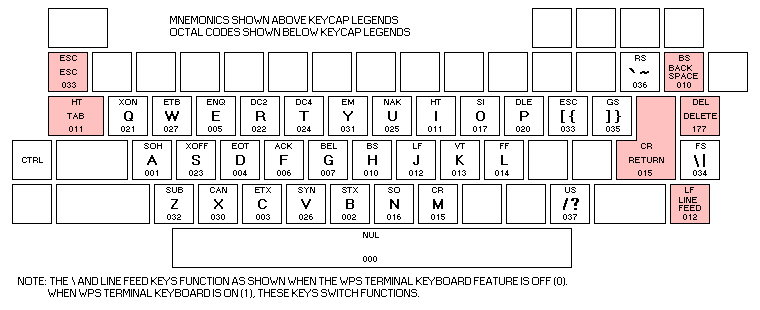 MNEMONICS SHOWN ABOVE KEYCAP LEGENDS
OCTAL CODES SHOWN BELOW KEYCAP LEGENDS
ESC ESC 033
RS `~ 036
BS BACK SPACE 010
HT TAB 011
XON Q 021
ETB W 027
ENQ E 005
DC2 R 022
DC4 T 024
EM Y 031
NAK U 025
HT I 011
SI O 017
DLE P 020
ESC [{ 033
GS ]} 035
DEL DELETE 177
CTRL
SOH A 001
XOFF S 023
EOT D 004
ACK F 006
BEL G 007
BS H 010
LF J 012
VT K 013
FF L 014
CR RETURN 015
FS \| 034
SUB Z 032
CAN X 030
ETX C 003
SYN V 026
STX B 002
SO N 016
CR M 015
US /? 037
LF LINE FEED 012
NUL
000
NOTE: THE \ AND LINE FEED KEYS FUNCTION AS SHOWN WHEN THE WPS TERMINAL KEYBOARD FEATURE IS OFF (0).
WHEN WPS TERMINAL KEYBOARD IS ON (1), THESE KEYS SWITCH FUNCTIONS.